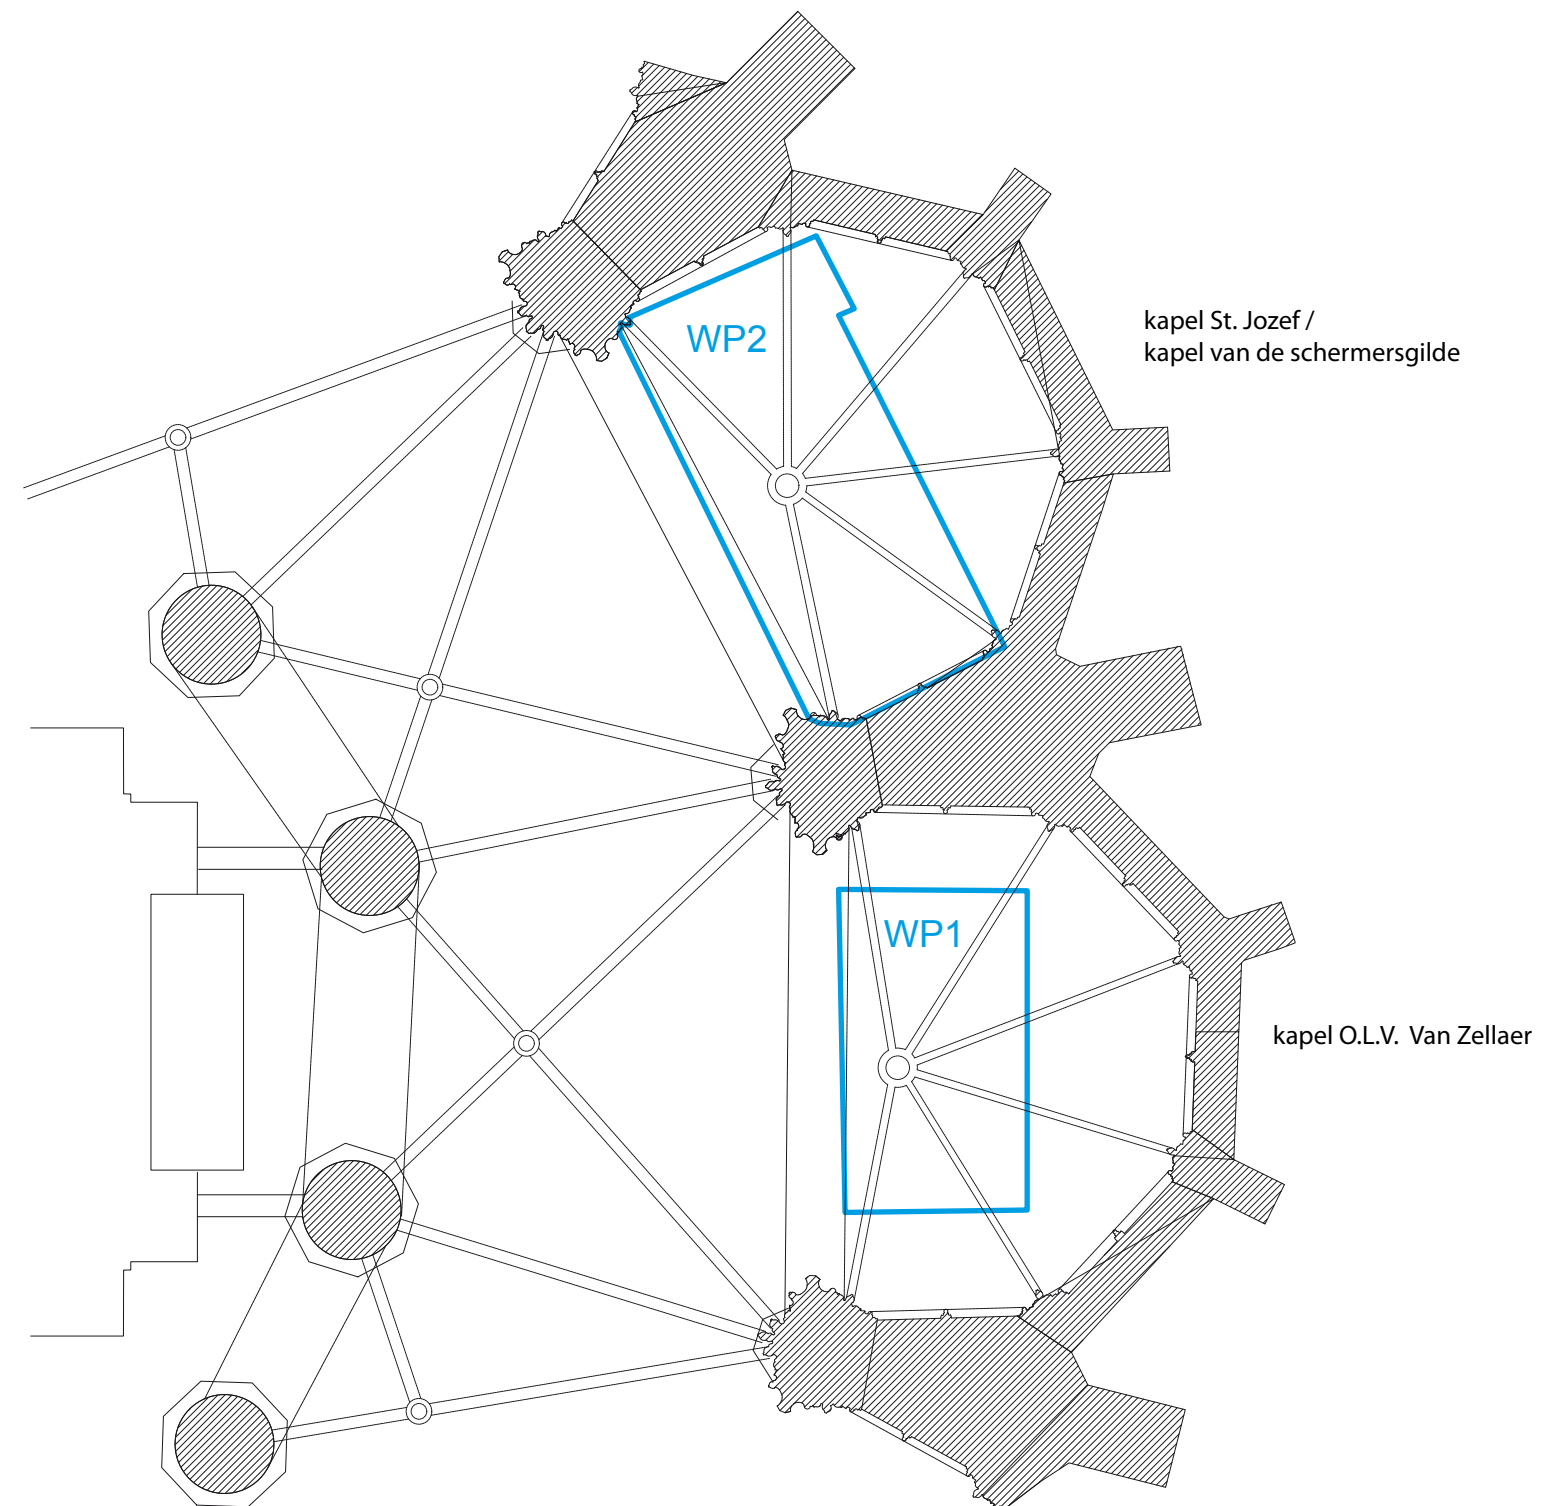 WP2
kapel St. Jozef /
kapel van de schermersgilde
WP1
kapel O.L.V. Van Zellaer